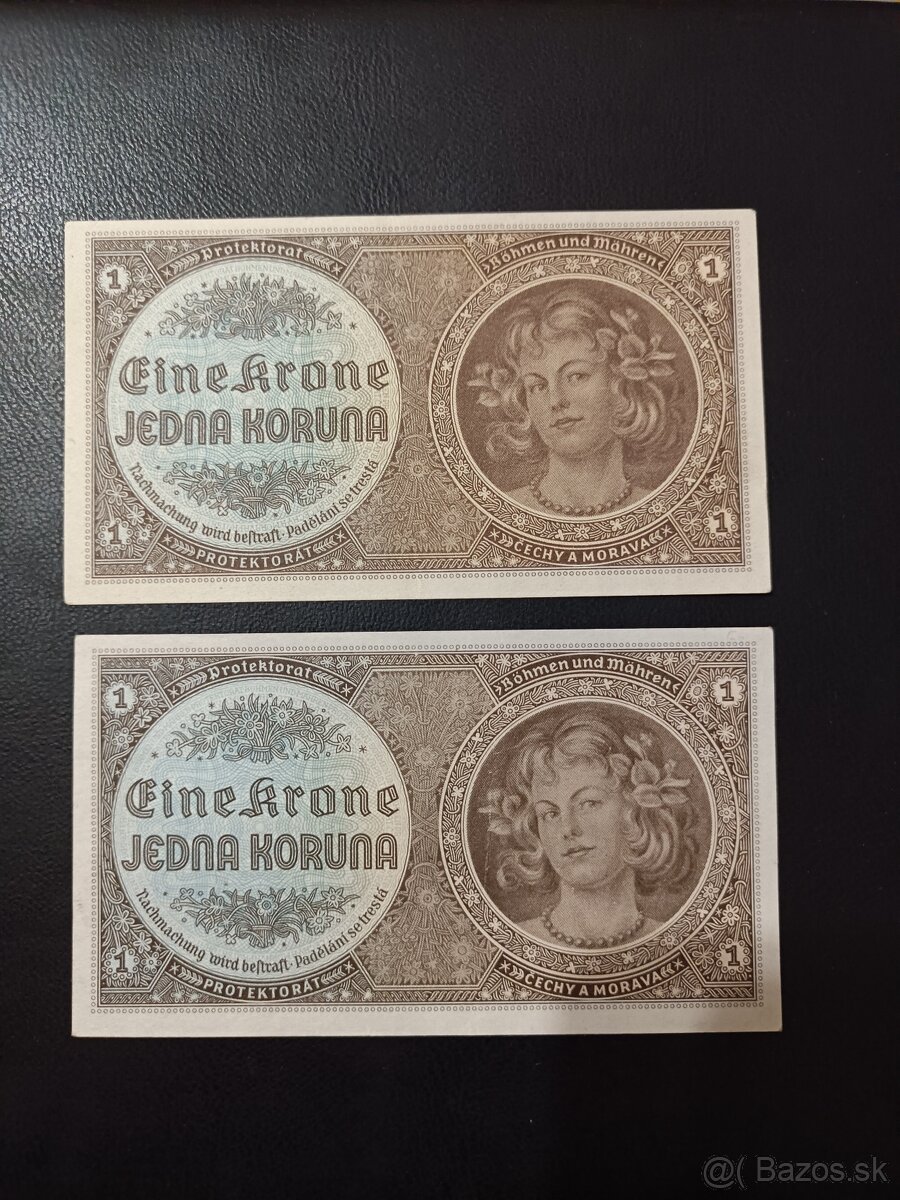 Protektorat
Böhmen und Mähren
1
1
Eine Krone
JEDNA KORUNA
Nachmachung wird bestraft · Padělání se trestá
1
1
PROTEKTORÁT
ČECHY A MORAVA
Protektorat
Böhmen und Mähren
1
1
Eine Krone
JEDNA KORUNA
Nachmachung wird bestraft · Padělání se trestá
1
1
PROTEKTORÁT
ČECHY A MORAVA
@( Bazos.sk